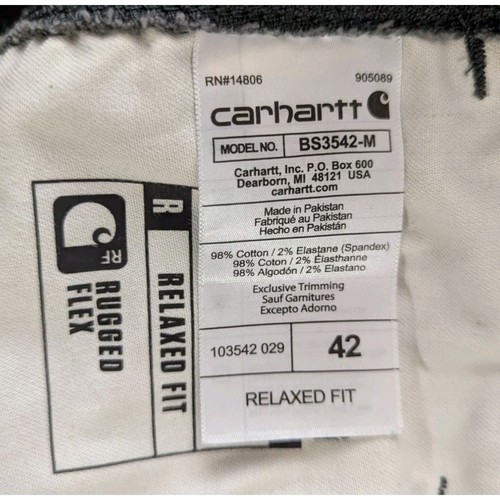 RN#14806 905089
carhartt
MODEL NO. BS3542-M
Carhartt, Inc. P.O. Box 600
Dearborn, MI 48121 USA
carhartt.com
Made in Pakistan
Fabriqué au Pakistan
Hecho en Pakistán
98% Cotton / 2% Elastane (Spandex)
98% Coton / 2% Élasthanne
98% Algodón / 2% Elastano
Exclusive Trimming
Sauf Garnitures
Excepto Adorno
103542 029 42
RELAXED FIT
R RELAXED FIT
RF
RUGGED
FLEX